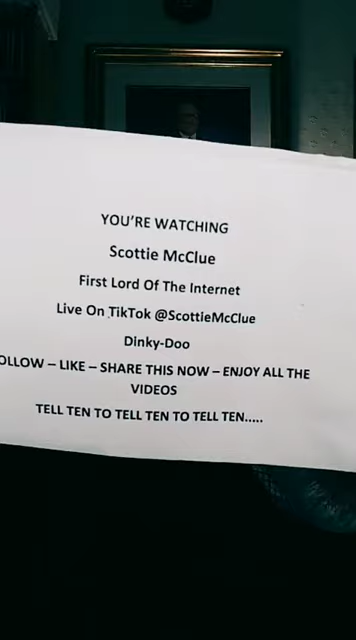 YOU'RE WATCHING
Scottie McClue
First Lord Of The Internet
Live On TikTok @ScottieMcClue
Dinky-Doo
OLLOW – LIKE – SHARE THIS NOW – ENJOY ALL THE
VIDEOS
TELL TEN TO TELL TEN TO TELL TEN.....